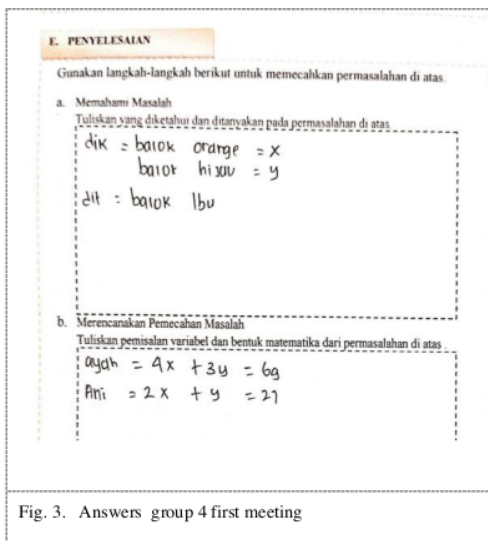 E. PENYELESAIAN
Gunakan langkah-langkah berikut untuk memecahkan permasalahan di atas.
a. Memahami Masalah
Tuliskan yang diketahui dan ditanyakan pada permasalahan di atas
dik = balok orange = x
balok hijau = y
dit = balok Ibu
b. Merencanakan Pemecahan Masalah
Tuliskan pemisalan variabel dan bentuk matematika dari permasalahan di atas.
ayah = 4x + 3y = 69
Ani = 2x + y = 27
Fig. 3. Answers group 4 first meeting